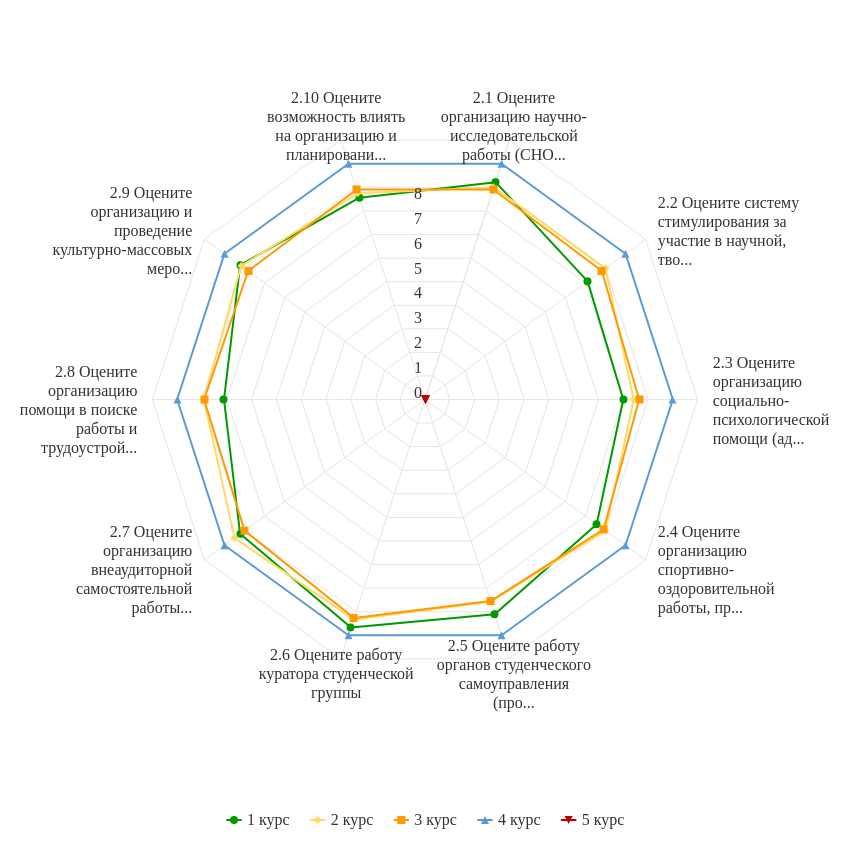 2.10 Оцените
возможность влиять
на организацию и
планировани...
2.1 Оцените
организацию научно-
исследовательской
работы (СНО...
2.9 Оцените
организацию и
проведение
культурно-массовых
меро...
2.2 Оцените систему
стимулирования за
участие в научной,
тво...
8
7
6
5
4
3
2
1
0
2.8 Оцените
организацию
помощи в поиске
работы и
трудоустрой...
2.3 Оцените
организацию
социально-
психологической
помощи (ад...
2.7 Оцените
организацию
внеаудиторной
самостоятельной
работы...
2.4 Оцените
организацию
спортивно-
оздоровительной
работы, пр...
2.6 Оцените работу
куратора студенческой
группы
2.5 Оцените работу
органов студенческого
самоуправления
(про...
1 курс 2 курс 3 курс 4 курс 5 курс